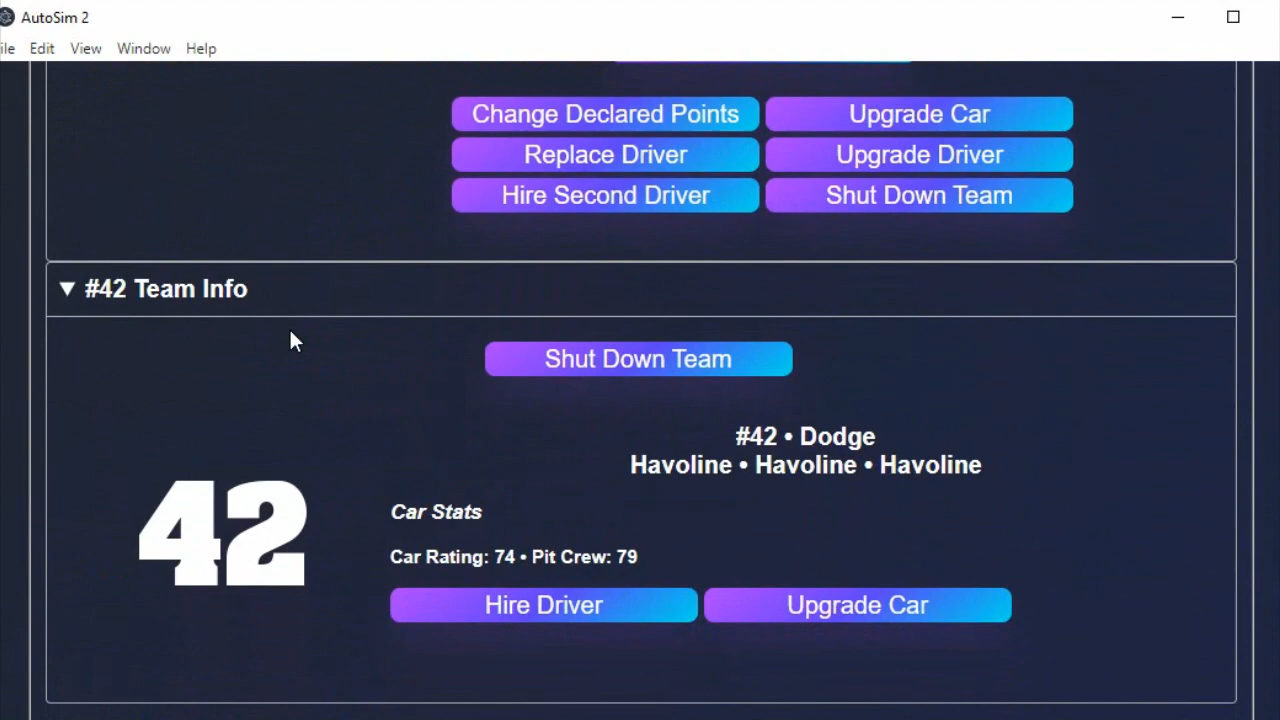 AutoSim 2
ile Edit View Window Help
Change Declared Points Upgrade Car
Replace Driver Upgrade Driver
Hire Second Driver Shut Down Team
▼ #42 Team Info
Shut Down Team
#42 • Dodge
Havoline • Havoline • Havoline
42
Car Stats
Car Rating: 74 • Pit Crew: 79
Hire Driver Upgrade Car